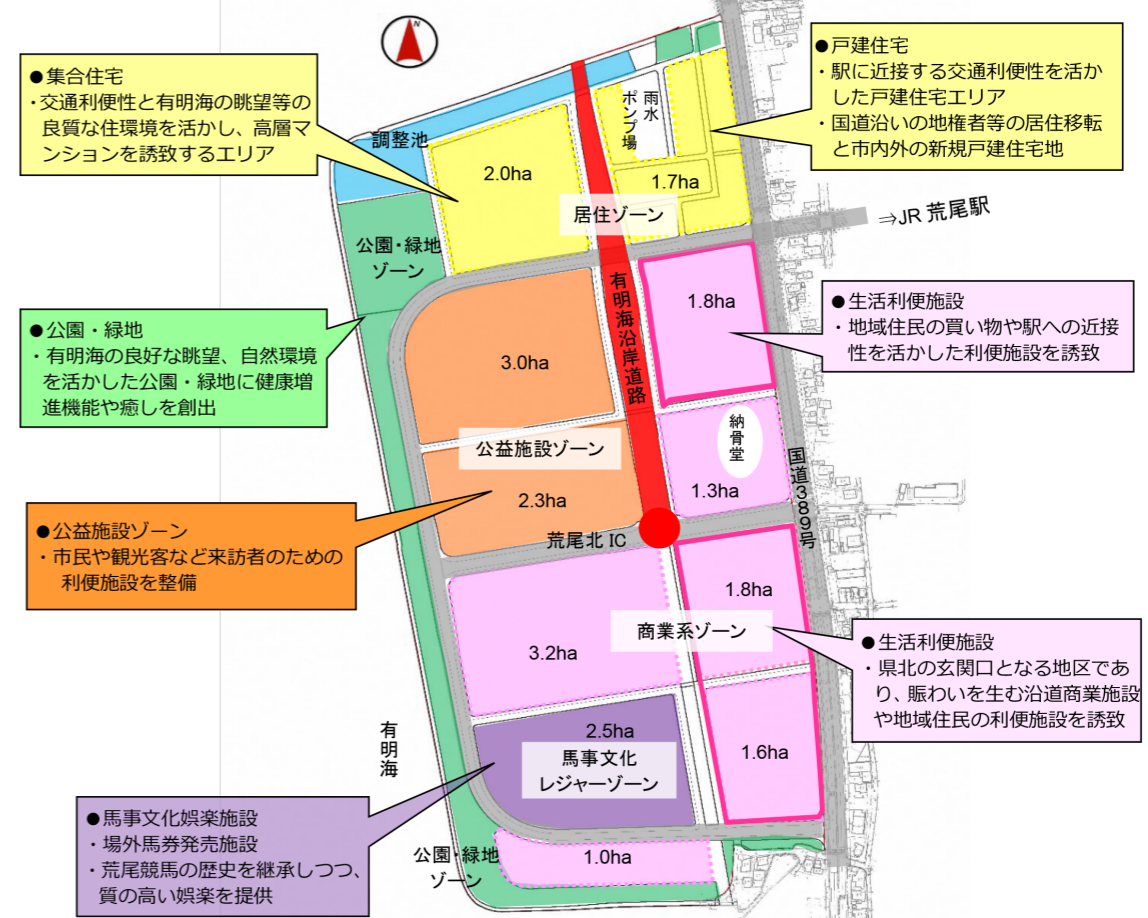 N
●集合住宅
・交通利便性と有明海の眺望等の
良質な住環境を活かし、高層マ
ンションを誘致するエリア
●戸建住宅
・駅に近接する交通利便性を活か
した戸建住宅エリア
・国道沿いの地権者等の居住移転
と市内外の新規戸建住宅地
調整池
雨水
ポンプ場
2.0ha
1.7ha
居住ゾーン
⇒JR 荒尾駅
公園・緑地
ゾーン
有明海沿岸道路
1.8ha
●生活利便施設
・地域住民の買い物や駅への近接
性を活かした利便施設を誘致
●公園・緑地
・有明海の良好な眺望、自然環境
を活かした公園・緑地に健康増
進機能や癒しを創出
3.0ha
納骨堂
公益施設ゾーン
国道389号
2.3ha
1.3ha
●公益施設ゾーン
・市民や観光客など来訪者のための
利便施設を整備
荒尾北 IC
1.8ha
商業系ゾーン
3.2ha
●生活利便施設
・県北の玄関口となる地区であ
り、賑わいを生む沿道商業施設
や地域住民の利便施設を誘致
有明海
2.5ha
馬事文化
レジャーゾーン
1.6ha
●馬事文化娯楽施設
・場外馬券発売施設
・荒尾競馬の歴史を継承しつつ、
質の高い娯楽を提供
公園・緑地
ゾーン
1.0ha